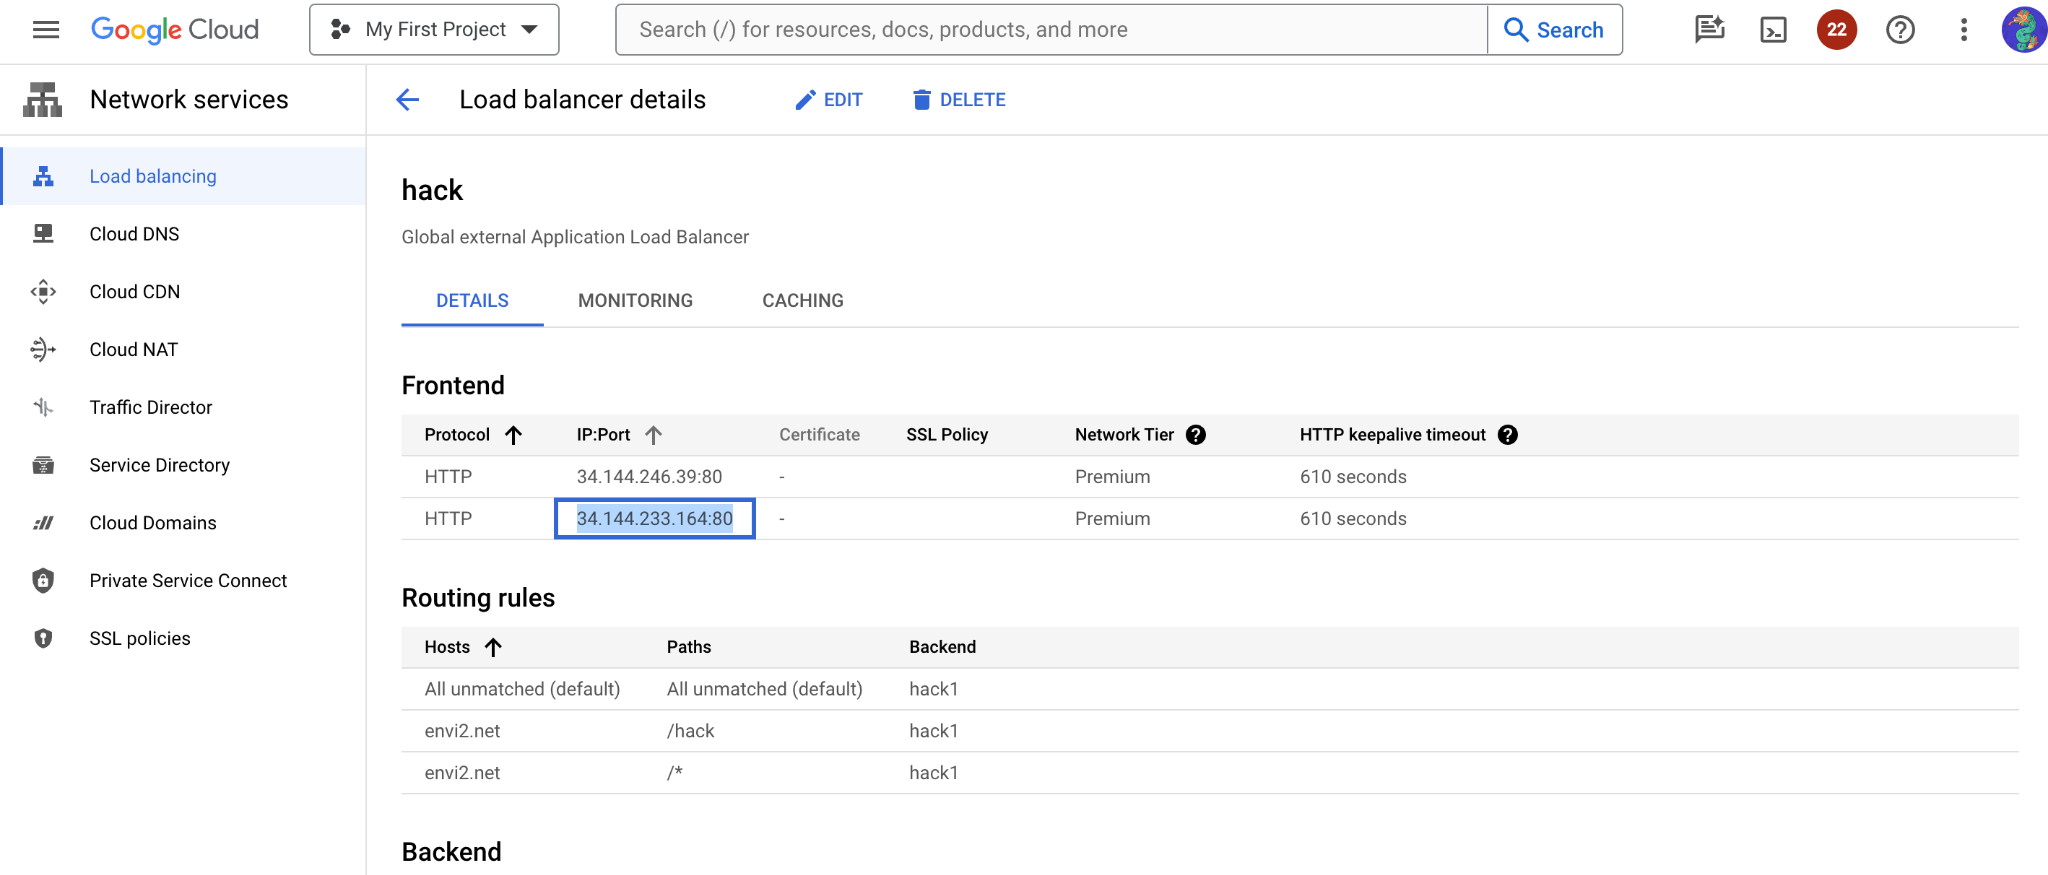 Google Cloud
My First Project
Search (/) for resources, docs, products, and more
Search
22
Network services
Load balancer details
EDIT
DELETE
Load balancing
Cloud DNS
Cloud CDN
Cloud NAT
Traffic Director
Service Directory
Cloud Domains
Private Service Connect
SSL policies
hack
Global external Application Load Balancer
DETAILS MONITORING CACHING
Frontend
Protocol IP:Port Certificate SSL Policy Network Tier HTTP keepalive timeout
HTTP 34.144.246.39:80 - Premium 610 seconds
HTTP 34.144.233.164:80 - Premium 610 seconds
Routing rules
Hosts Paths Backend
All unmatched (default) All unmatched (default) hack1
envi2.net /hack hack1
envi2.net /* hack1
Backend